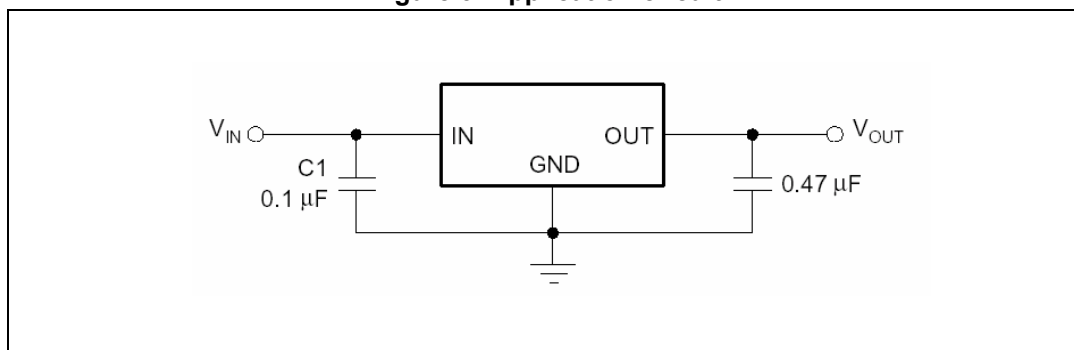 V_IN
IN
OUT
V_OUT
GND
C1
0.1 μF
0.47 μF